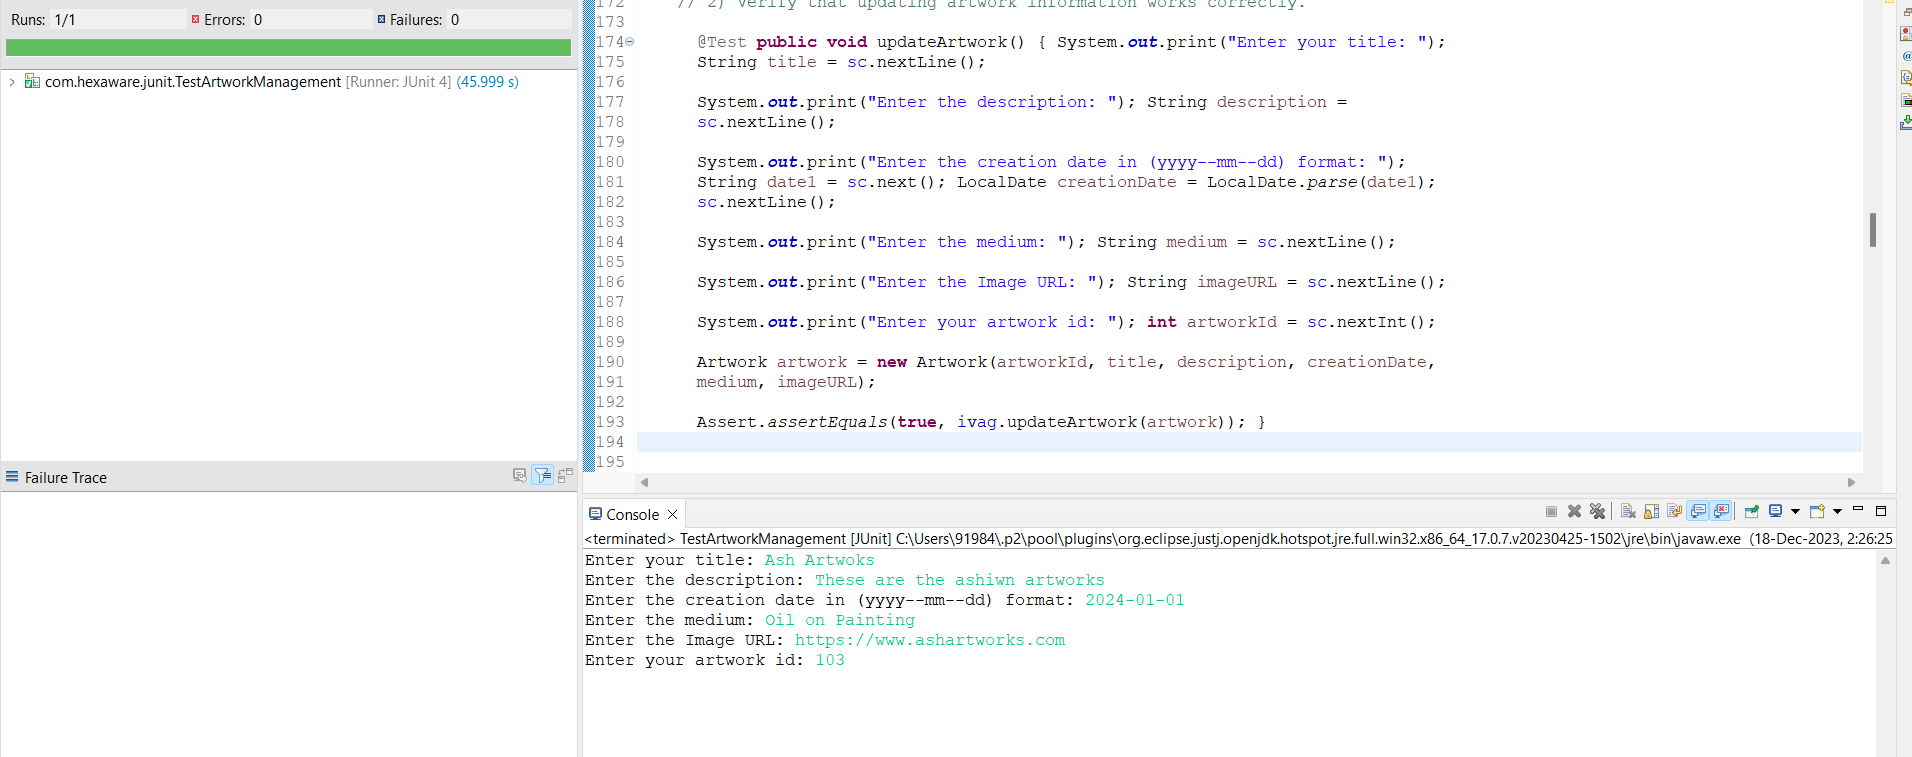 Runs: 1/1 Errors: 0 Failures: 0
com.hexaware.junit.TestArtworkManagement [Runner: JUnit 4] (45.999 s)
Failure Trace
172 // 2) Verify that updating artwork information works correctly.
173
174 @Test public void updateArtwork() { System.out.print("Enter your title: ");
175 String title = sc.nextLine();
176
177 System.out.print("Enter the description: "); String description =
178 sc.nextLine();
179
180 System.out.print("Enter the creation date in (yyyy--mm--dd) format: ");
181 String date1 = sc.next(); LocalDate creationDate = LocalDate.parse(date1);
182 sc.nextLine();
183
184 System.out.print("Enter the medium: "); String medium = sc.nextLine();
185
186 System.out.print("Enter the Image URL: "); String imageURL = sc.nextLine();
187
188 System.out.print("Enter your artwork id: "); int artworkId = sc.nextInt();
189
190 Artwork artwork = new Artwork(artworkId, title, description, creationDate,
191 medium, imageURL);
192
193 Assert.assertEquals(true, ivag.updateArtwork(artwork)); }
194
195
Console
<terminated> TestArtworkManagement [JUnit] C:\Users\91984\.p2\pool\plugins\org.eclipse.justj.openjdk.hotspot.jre.full.win32.x86_64_17.0.7.v20230425-1502\jre\bin\javaw.exe (18-Dec-2023, 2:26:25
Enter your title: Ash Artwoks
Enter the description: These are the ashiwn artworks
Enter the creation date in (yyyy--mm--dd) format: 2024-01-01
Enter the medium: Oil on Painting
Enter the Image URL: https://www.ashartworks.com
Enter your artwork id: 103